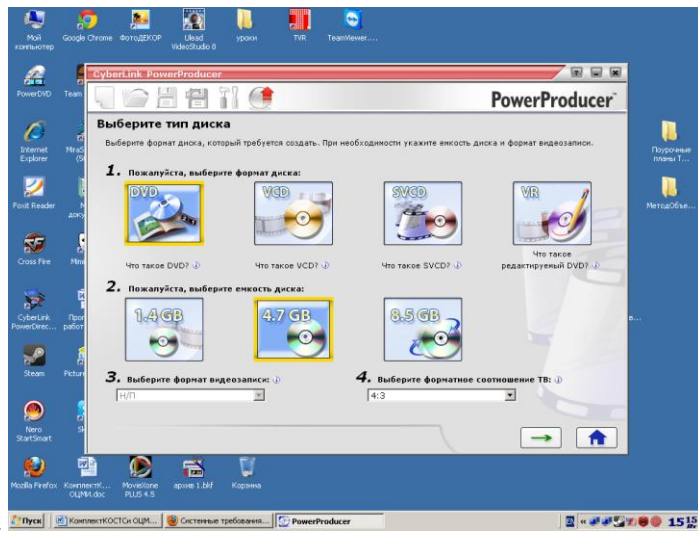 Мой компьютер
Google Chrome
ФотоДЕКОР
Ulead VideoStudio 8
уроки
TVR
TeamViewer....
PowerDVD
Team
CyberLink PowerProducer
PowerProducer
Выберите тип диска
Выберите формат диска, который требуется создать. При необходимости укажите емкость диска и формат видеозаписи.
Internet Explorer
Поурочные планы Т...
1. Пожалуйста, выберите формат диска:
DVD
VCD
SVCD
VR
Foxit Reader
МетодОбъе...
Что такое DVD?
Что такое VCD?
Что такое SVCD?
Что такое редактируемый DVD?
Cross Fire
2. Пожалуйста, выберите емкость диска:
1.4 GB
4.7 GB
8.5 GB
CyberLink PowerDirec...
Steam
3. Выберите формат видеозаписи:
4. Выберите форматное соотношение ТВ:
Н/П
4:3
Nero StartSmart
Mozilla Firefox
КомплектК... ОЦМИ.doc
MovieXone PLUS 4.5
архив 1.bkf
Корзина
Пуск
КомплектКОСТСи ОЦМ...
Системные требования...
PowerProducer